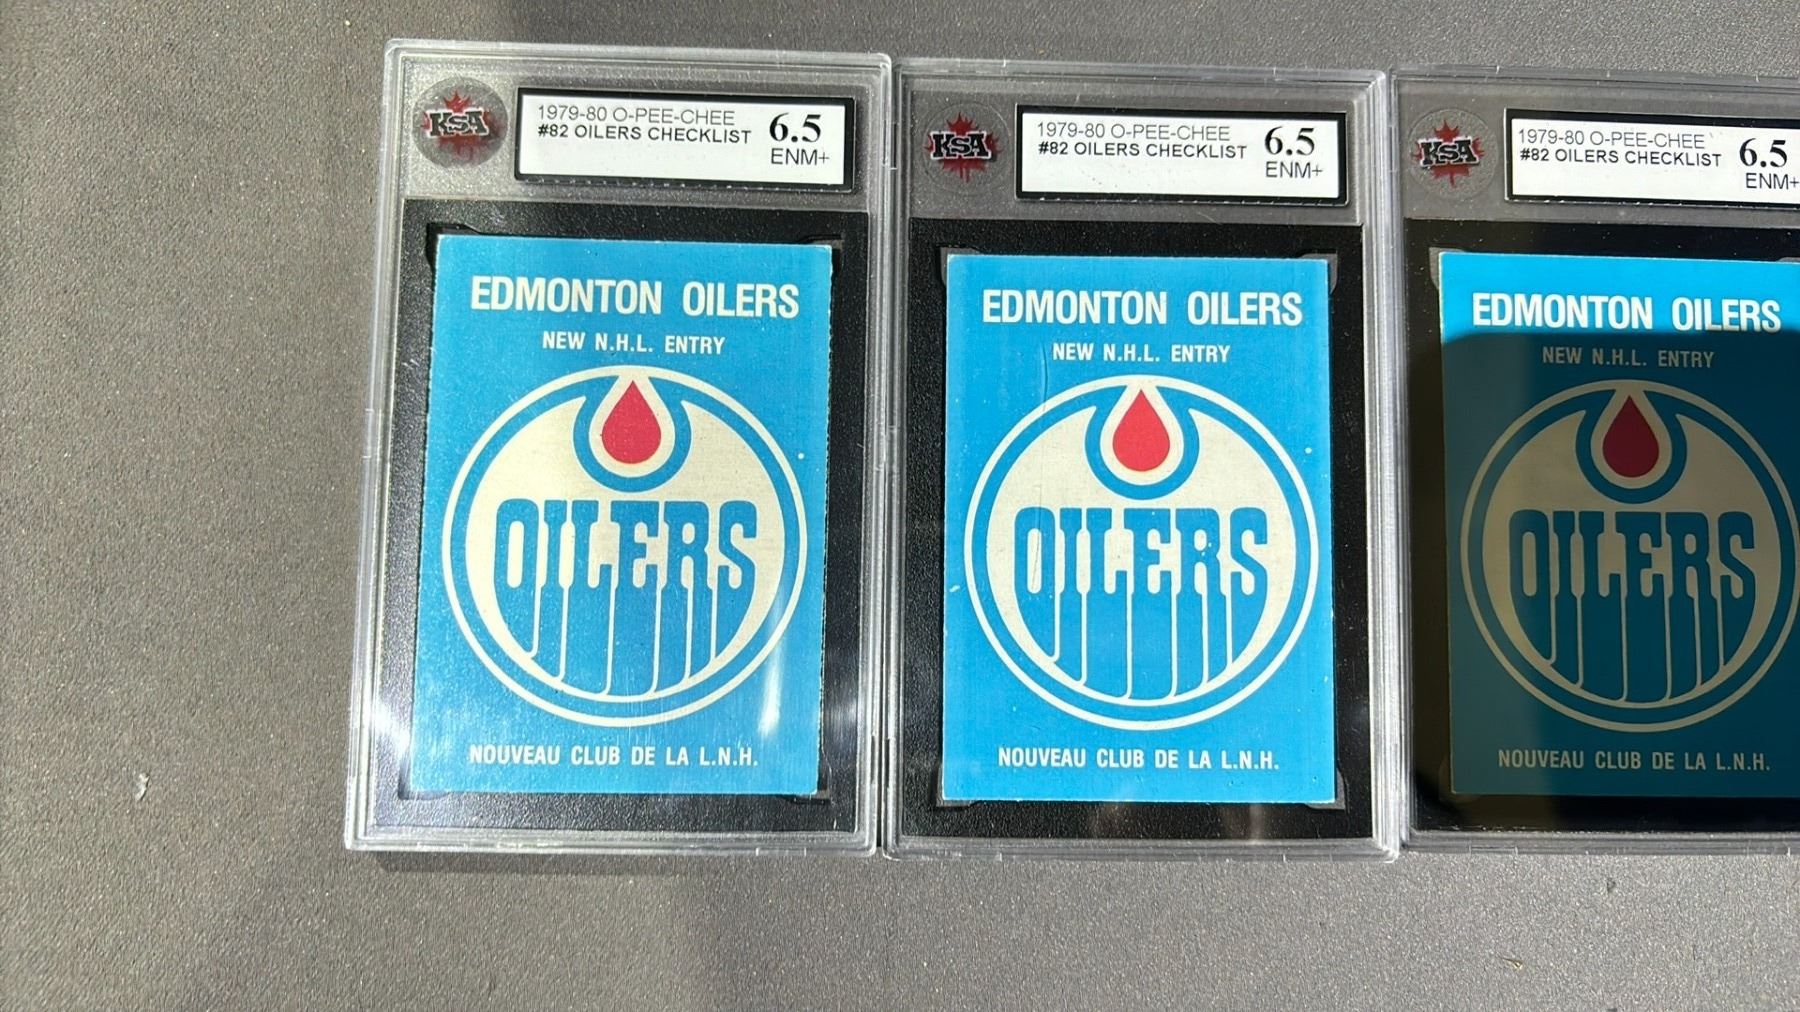 KSA
1979-80 O-PEE-CHEE
#82 OILERS CHECKLIST
6.5
ENM+
EDMONTON OILERS
NEW N.H.L. ENTRY
OILERS
NOUVEAU CLUB DE LA L.N.H.
KSA
1979-80 O-PEE-CHEE
#82 OILERS CHECKLIST
6.5
ENM+
EDMONTON OILERS
NEW N.H.L. ENTRY
OILERS
NOUVEAU CLUB DE LA L.N.H.
KSA
1979-80 O-PEE-CHEE
#82 OILERS CHECKLIST
6.5
ENM+
EDMONTON OILERS
NEW N.H.L. ENTRY
OILERS
NOUVEAU CLUB DE LA L.N.H.